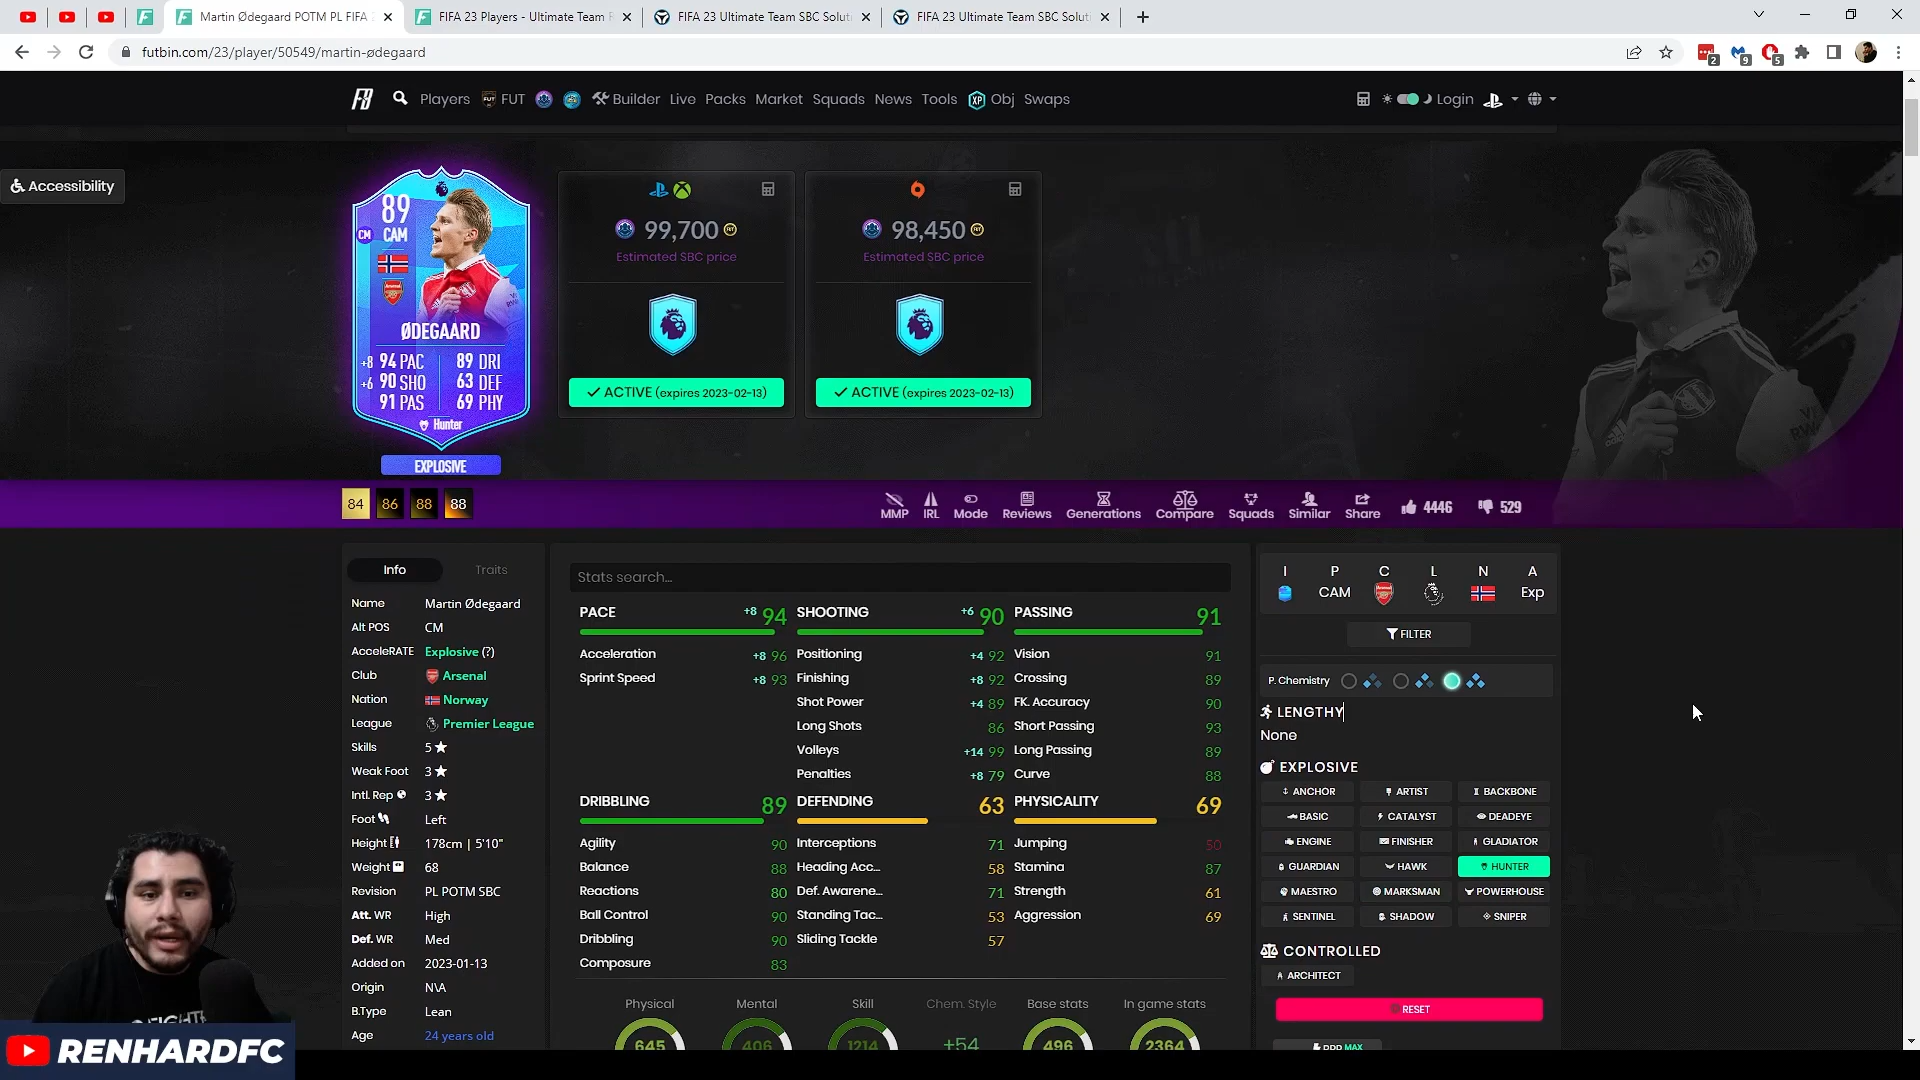 Martin Ødegaard POTM PL FIFA 2
FIFA 23 Players - Ultimate Team F
FIFA 23 Ultimate Team SBC Solut
FIFA 23 Ultimate Team SBC Solut
futbin.com/23/player/50549/martin-ødegaard
2
9
5
Players FUT Builder Live Packs Market Squads News Tools XP Obj Swaps
Login
Accessibility
89
CM CAM
ØDEGAARD
+8 94 PAC 89 DRI
+6 90 SHO 63 DEF
91 PAS 69 PHY
Hunter
EXPLOSIVE
99,700
Estimated SBC price
ACTIVE (expires 2023-02-13)
98,450
Estimated SBC price
ACTIVE (expires 2023-02-13)
84 86 88 88
MMP IRL Mode Reviews Generations Compare Squads Similar Share 4446 529
Info Traits
Name Martin Ødegaard
Alt POS CM
AcceleRATE Explosive (?)
Club Arsenal
Nation Norway
League Premier League
Skills 5
Weak Foot 3
Intl. Rep 3
Foot Left
Height 178cm | 5'10"
Weight 68
Revision PL POTM SBC
Att. WR High
Def. WR Med
Added on 2023-01-13
Origin N\A
B.Type Lean
Age 24 years old
Stats search...
PACE +8 94
Acceleration +8 96
Sprint Speed +8 93
SHOOTING +6 90
Positioning +4 92
Finishing +8 92
Shot Power +4 89
Long Shots 86
Volleys +14 99
Penalties +8 79
PASSING 91
Vision 91
Crossing 89
FK. Accuracy 90
Short Passing 93
Long Passing 89
Curve 88
DRIBBLING 89
Agility 90
Balance 88
Reactions 80
Ball Control 90
Dribbling 90
Composure 83
DEFENDING 63
Interceptions 71
Heading Acc... 58
Def. Awarene... 71
Standing Tac... 53
Sliding Tackle 57
PHYSICALITY 69
Jumping 50
Stamina 87
Strength 61
Aggression 69
Physical Mental Skill Chem. Style Base stats In game stats
645 406 1214 +54 496 2364
I P C L N A
CAM Exp
FILTER
P. Chemistry
LENGTHY
None
EXPLOSIVE
ANCHOR ARTIST BACKBONE
BASIC CATALYST DEADEYE
ENGINE FINISHER GLADIATOR
GUARDIAN HAWK HUNTER
MAESTRO MARKSMAN POWERHOUSE
SENTINEL SHADOW SNIPER
CONTROLLED
ARCHITECT
RESET
RENHARDFC